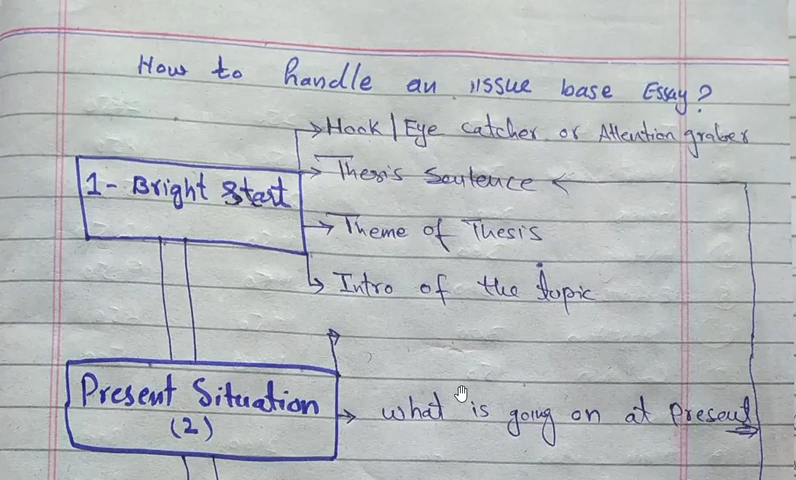 How to handle an issue base Essay?
Hook / Eye catcher or Attention graber
1- Bright Start
Thesis Sentence
Theme of Thesis
Intro of the topic
Present Situation
(2)
what is going on at present